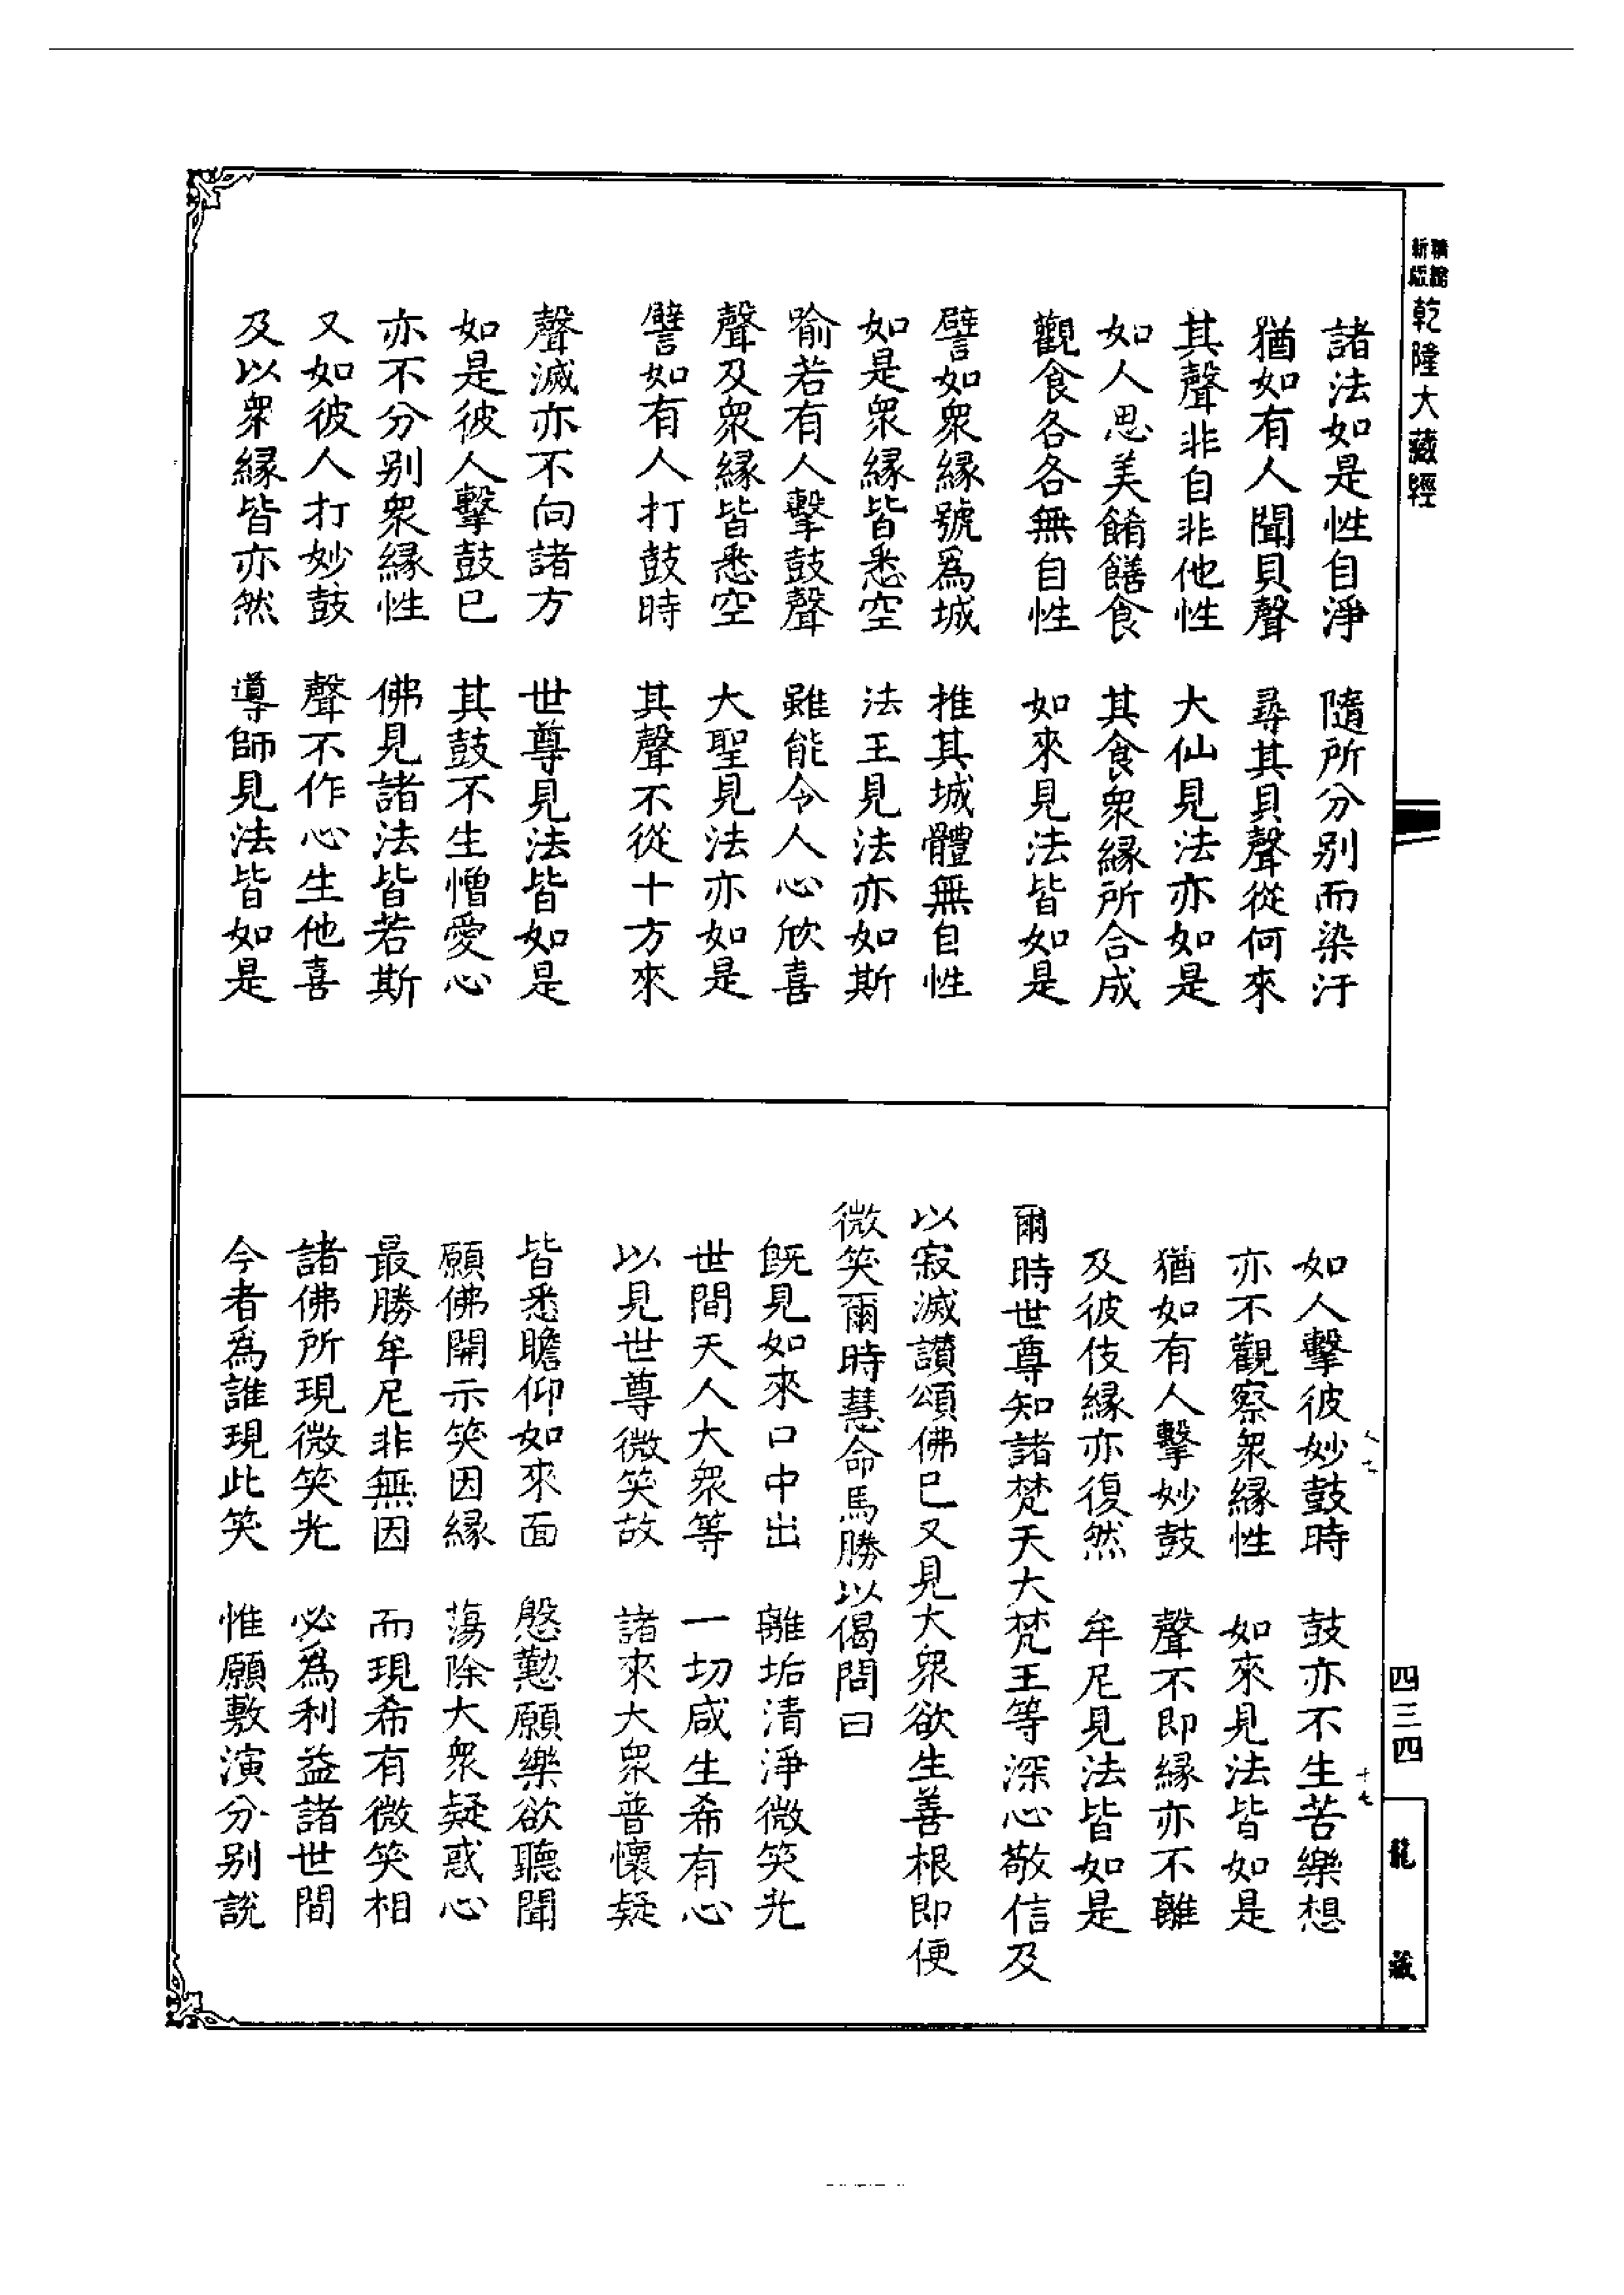 新版精縮乾隆大藏經
諸法如是性自淨　隨所分别而染汙
猶如有人聞貝聲　尋其貝聲從何來
其聲非自非他性　大仙見法亦如是
如人思美餚饍食　其食衆緣所合成
觀食各各無自性　如來見法皆如是
譬如衆緣號爲城　推其城體無自性
如是衆緣皆悉空　法王見法亦如斯
喻若有人擊鼓聲　雖能令人心欣喜
聲及衆緣皆悉空　大聖見法亦如是
譬如有人打鼓時　其聲不從十方來
聲滅亦不向諸方　世尊見法皆如是
如是彼人擊鼓已　其鼓不生憎愛心
亦不分别衆緣性　佛見諸法皆若斯
又如彼人打妙鼓　聲不作心生他喜
及以衆緣皆亦然　導師見法皆如是
如人擊彼妙鼓時　鼓亦不生苦樂想
亦不觀察衆緣性　如來見法皆如是
猶如有人擊妙鼓　聲不即緣亦不離
及彼伎緣亦復然　牟尼見法皆如是
爾時世尊知諸梵天大梵王等深心敬信及
以寂滅讃頌佛已又見大衆欲生善根即便
微笑爾時慧命馬勝以偈問曰
旣見如來口中出　離垢清淨微笑光
世間天人大衆等　一切咸生希有心
以見世尊微笑故　諸來大衆普懷疑
皆悉瞻仰如來面　慇懃願樂欲聽聞
願佛開示笑因緣　蕩除大衆疑惑心
最勝牟尼非無因　而現希有微笑相
諸佛所現微笑光　必爲利益諸世間
今者爲誰現此笑　惟願敷演分别說
四三四
龍藏